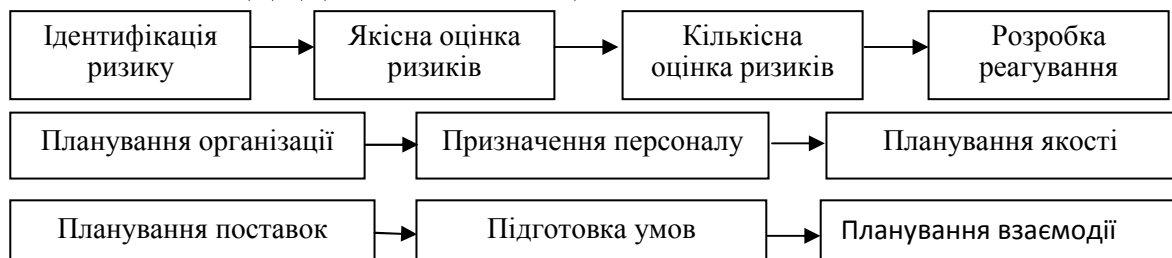 Ідентифікація ризику
Якісна оцінка ризиків
Кількісна оцінка ризиків
Розробка реагування
Планування організації
Призначення персоналу
Планування якості
Планування поставок
Підготовка умов
Планування взаємодії